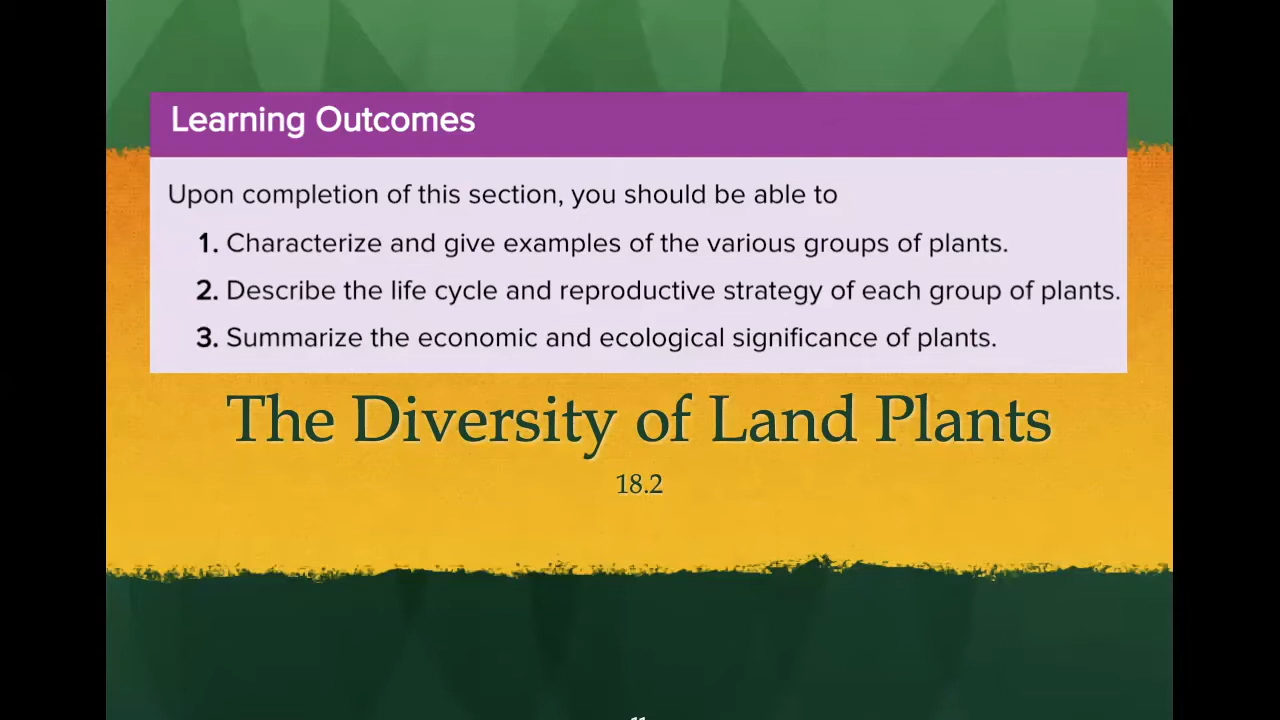 Learning Outcomes
Upon completion of this section, you should be able to
1. Characterize and give examples of the various groups of plants.
2. Describe the life cycle and reproductive strategy of each group of plants.
3. Summarize the economic and ecological significance of plants.
The Diversity of Land Plants
18.2